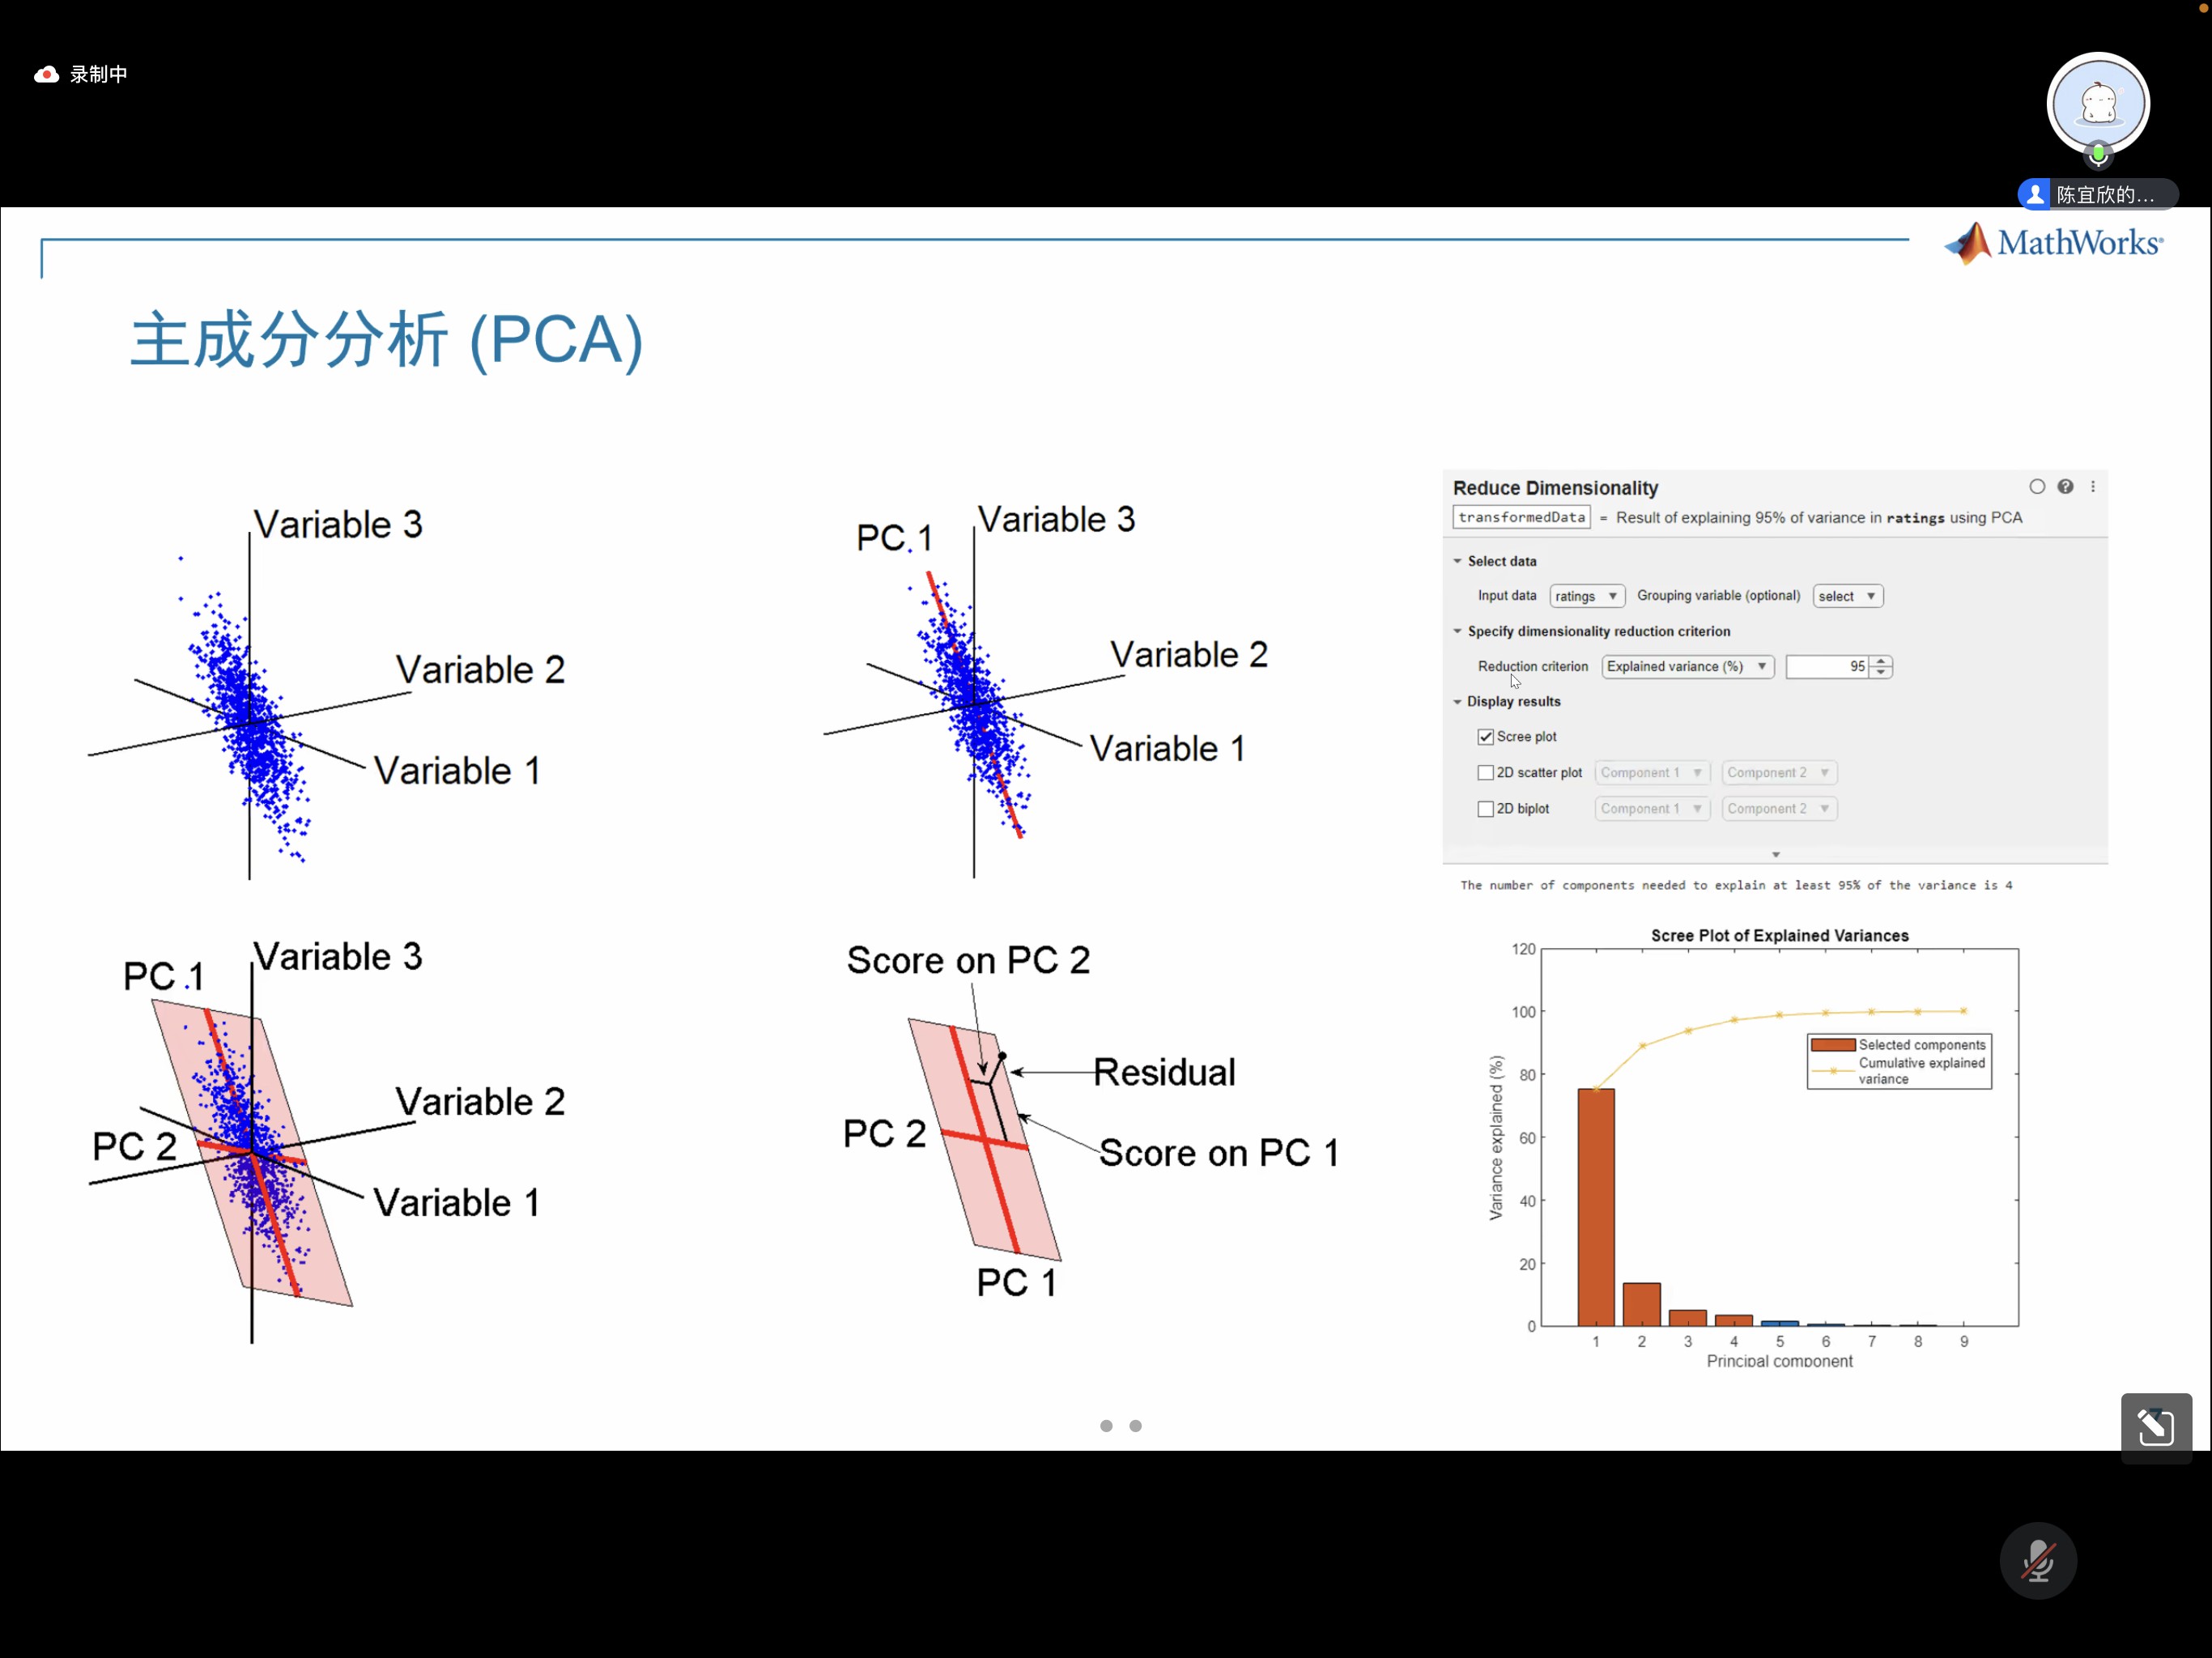 录制中
陈宜欣的...
MathWorks®
主成分分析 (PCA)
Variable 3
Variable 2
Variable 1
PC 1
Variable 3
Variable 2
Variable 1
PC 1
Variable 3
Variable 2
PC 2
Variable 1
Score on PC 2
Residual
PC 2
Score on PC 1
PC 1
Reduce Dimensionality
transformedData = Result of explaining 95% of variance in ratings using PCA
Select data
Input data ratings Grouping variable (optional) select
Specify dimensionality reduction criterion
Reduction criterion Explained variance (%) 95
Display results
Scree plot
2D scatter plot Component 1 Component 2
2D biplot Component 1 Component 2
The number of components needed to explain at least 95% of the variance is 4
Scree Plot of Explained Variances
120
100
80
60
40
20
0
Variance explained (%)
Selected components
Cumulative explained
variance
1 2 3 4 5 6 7 8 9
Principal component